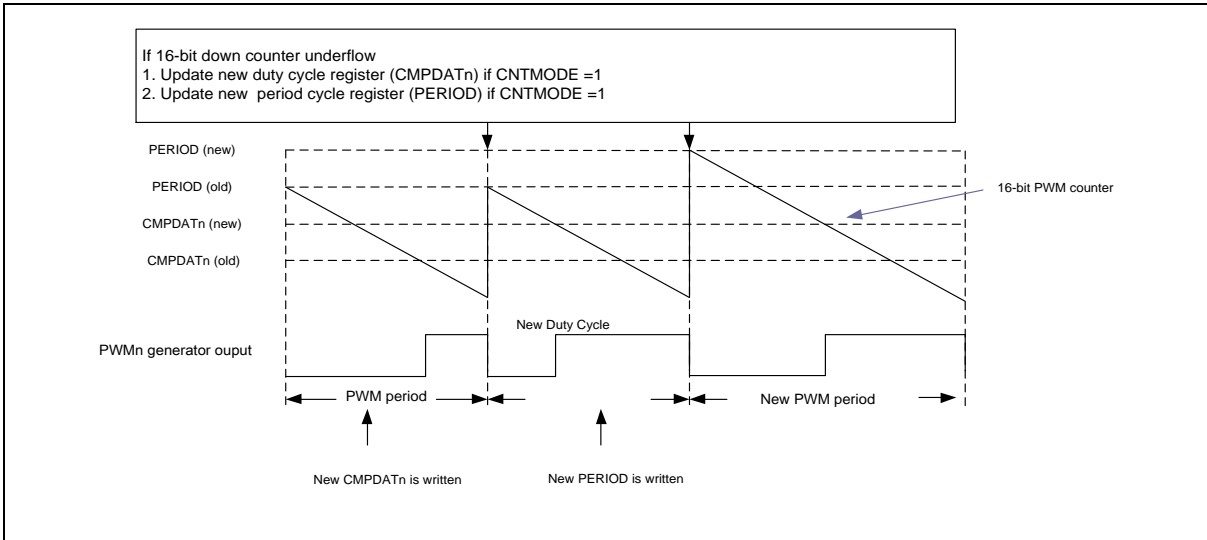 If 16-bit down counter underflow
1. Update new duty cycle register (CMPDATn) if CNTMODE =1
2. Update new  period cycle register (PERIOD) if CNTMODE =1
PERIOD (new)
PERIOD (old)
16-bit PWM counter
CMPDATn (new)
CMPDATn (old)
New Duty Cycle
PWMn generator ouput
PWM period
New PWM period
New CMPDATn is written
New PERIOD is written